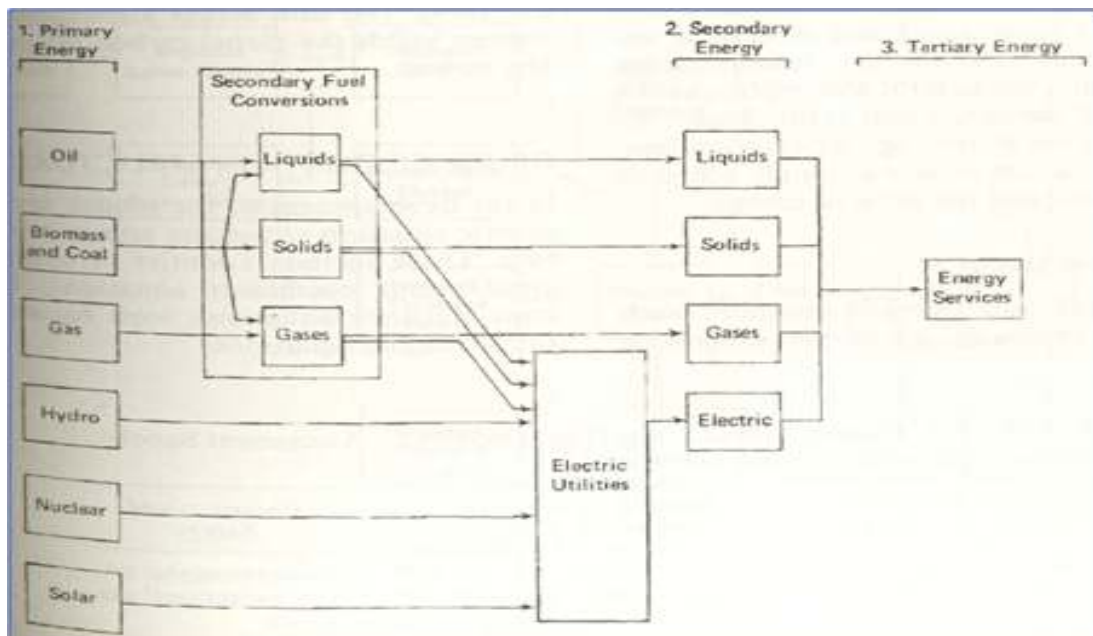 1. Primary
Energy
2. Secondary
Energy
3. Tertiary Energy
Secondary Fuel
Conversions
Oil
Liquids
Liquids
Biomass
and Coal
Solids
Solids
Energy
Services
Gas
Gases
Gases
Hydro
Electric
Electric
Utilities
Nuclear
Solar